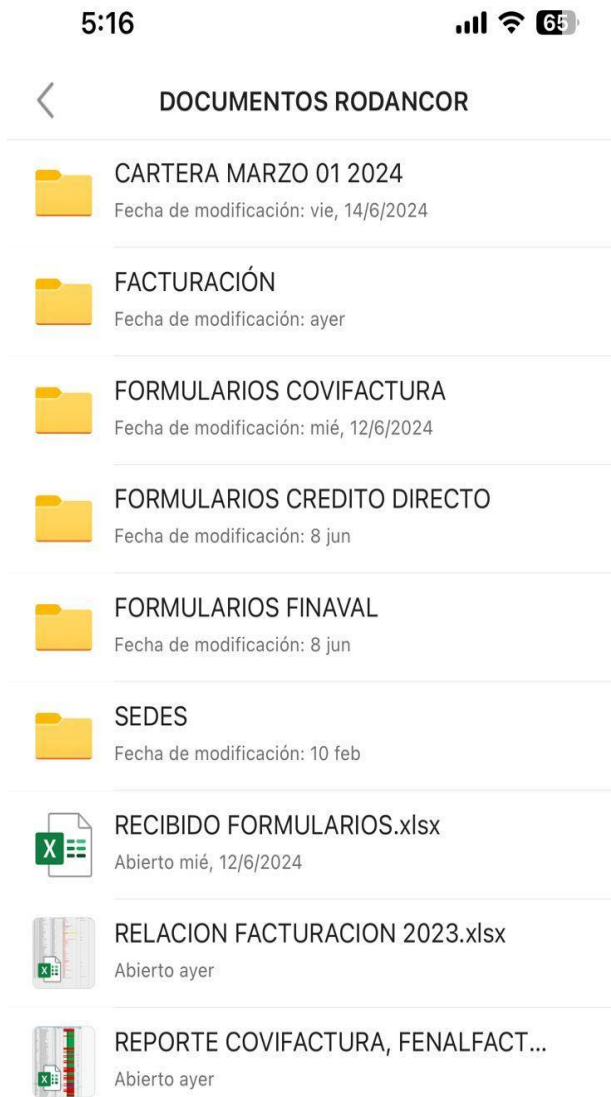 5:16
65
DOCUMENTOS RODANCOR
CARTERA MARZO 01 2024
Fecha de modificación: vie, 14/6/2024
FACTURACIÓN
Fecha de modificación: ayer
FORMULARIOS COVIFACTURA
Fecha de modificación: mié, 12/6/2024
FORMULARIOS CREDITO DIRECTO
Fecha de modificación: 8 jun
FORMULARIOS FINAVAL
Fecha de modificación: 8 jun
SEDES
Fecha de modificación: 10 feb
RECIBIDO FORMULARIOS.xlsx
Abierto mié, 12/6/2024
RELACION FACTURACION 2023.xlsx
Abierto ayer
REPORTE COVIFACTURA, FENALFACT...
Abierto ayer